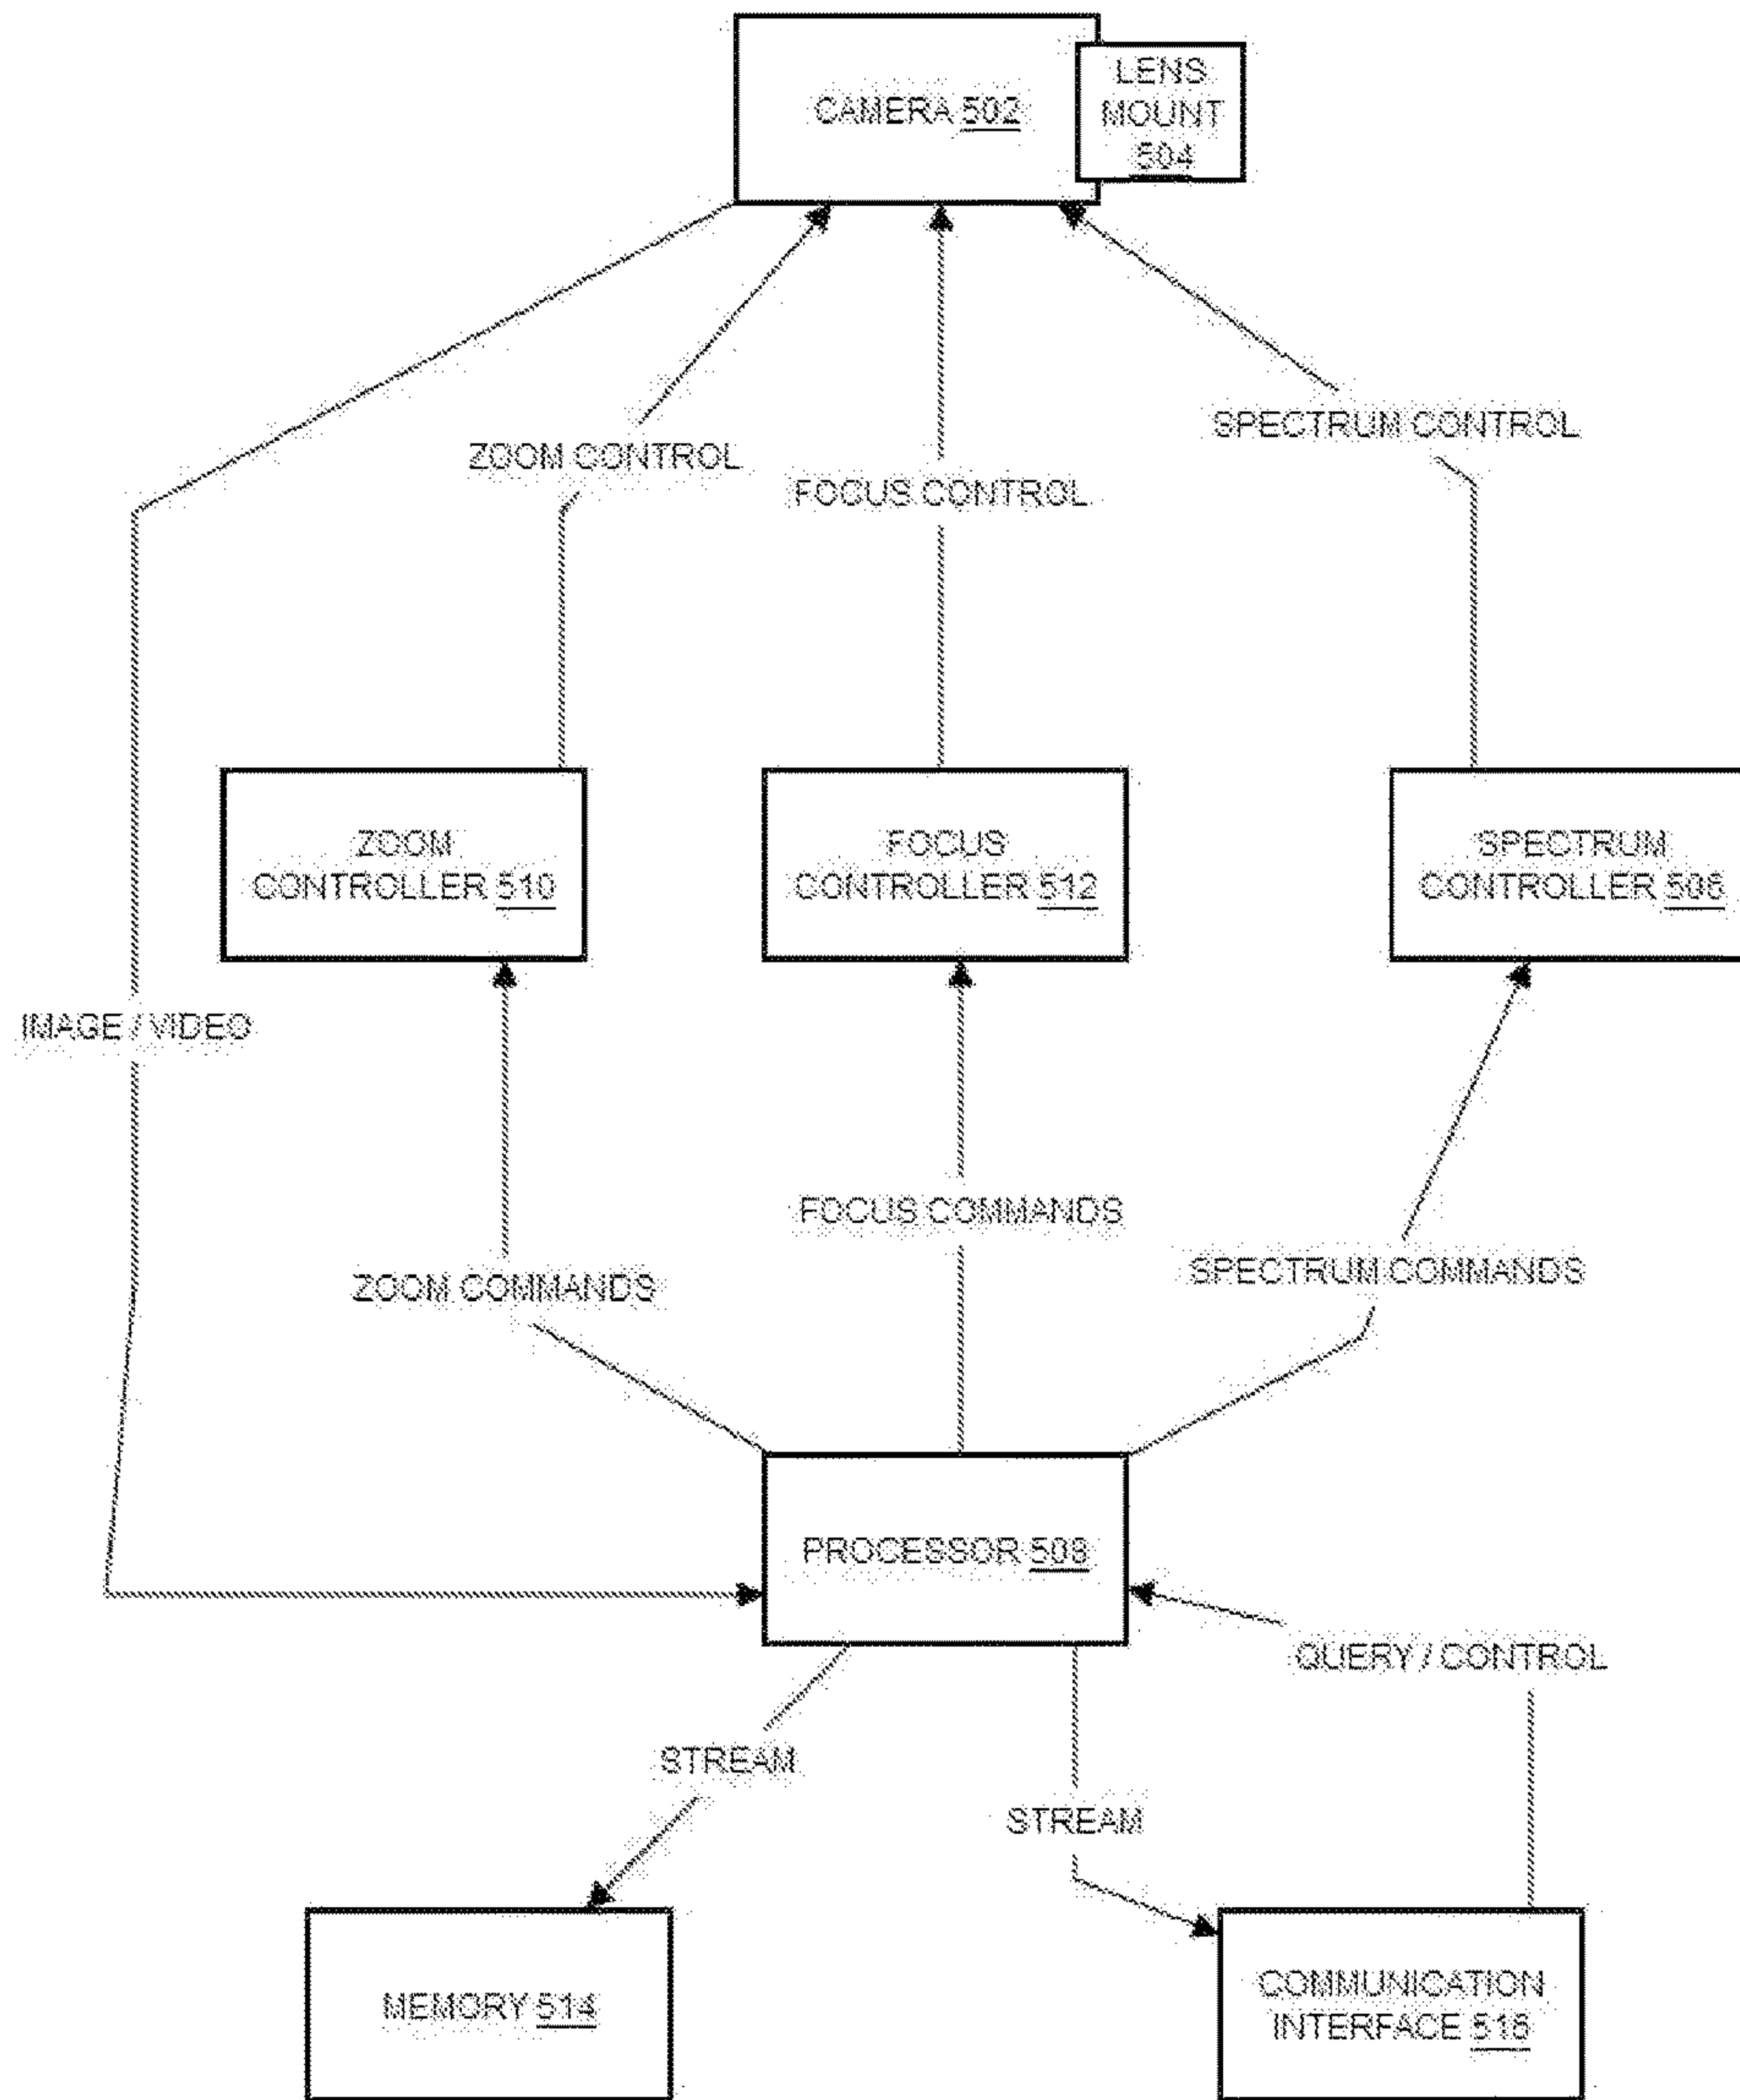 CAMERA 502
LENS
MOUNT
504
ZOOM CONTROL
FOCUS CONTROL
SPECTRUM CONTROL
ZOOM
CONTROLLER 510
FOCUS
CONTROLLER 512
SPECTRUM
CONTROLLER 506
IMAGE / VIDEO
ZOOM COMMANDS
FOCUS COMMANDS
SPECTRUM COMMANDS
PROCESSOR 508
QUERY / CONTROL
STREAM
STREAM
MEMORY 514
COMMUNICATION
INTERFACE 516